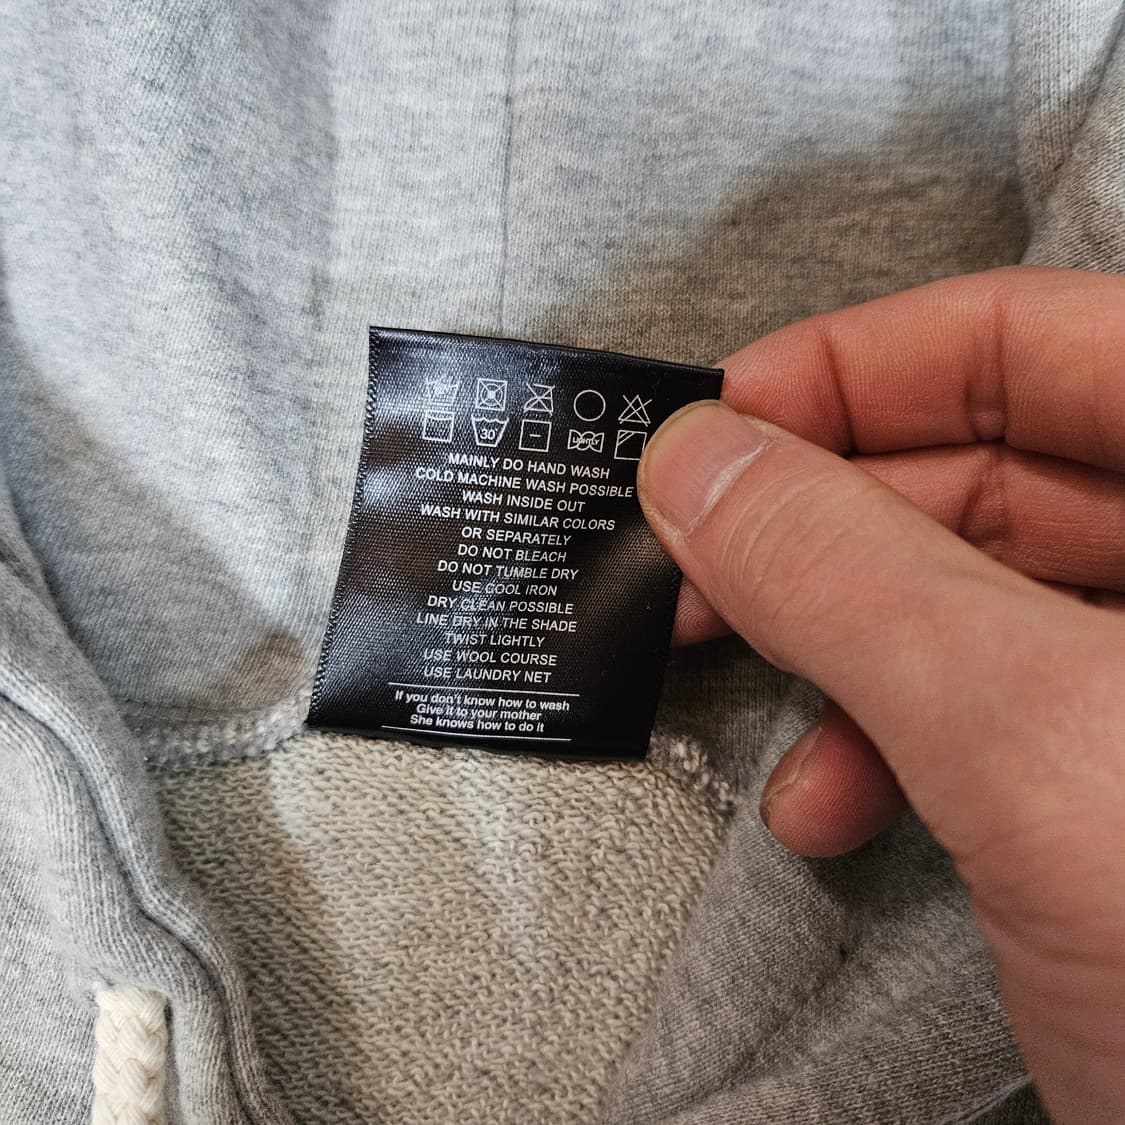 30°
LIGHTLY
MAINLY DO HAND WASH
COLD MACHINE WASH POSSIBLE
WASH INSIDE OUT
WASH WITH SIMILAR COLORS
OR SEPARATELY
DO NOT BLEACH
DO NOT TUMBLE DRY
USE COOL IRON
DRY CLEAN POSSIBLE
LINE DRY IN THE SHADE
TWIST LIGHTLY
USE WOOL COURSE
USE LAUNDRY NET
If you don't know how to wash
Give it to your mother
She knows how to do it